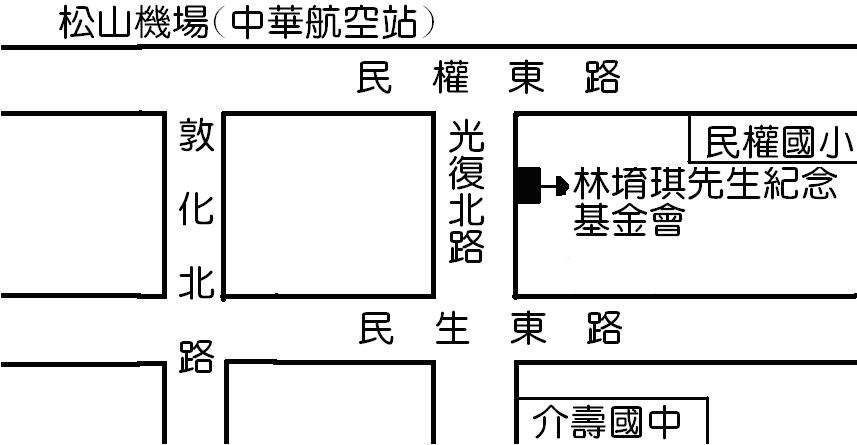 松山機場(中華航空站)
民權東路
敦化北路
光復北路
民權國小
林堉琪先生紀念
基金會
民生東路
介壽國中